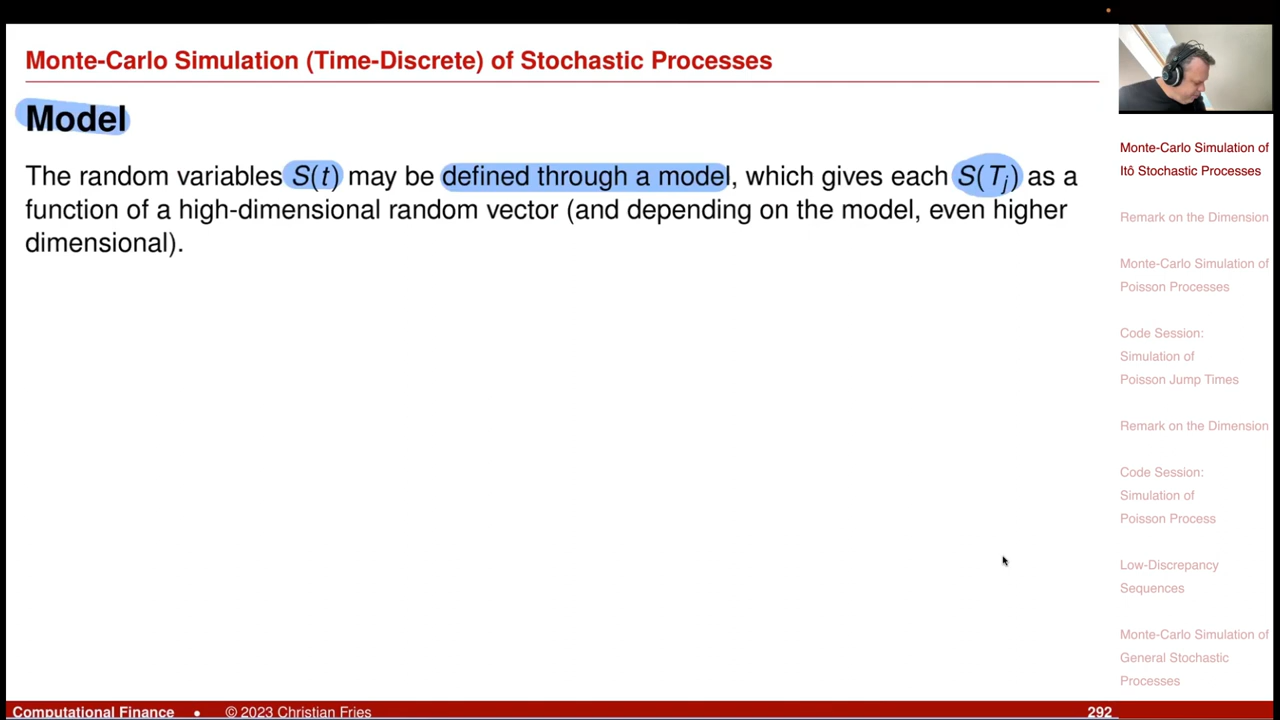 Monte-Carlo Simulation (Time-Discrete) of Stochastic Processes
Model
The random variables S(t) may be defined through a model, which gives each S(Tj) as a
function of a high-dimensional random vector (and depending on the model, even higher
dimensional).
Monte-Carlo Simulation of
Itô Stochastic Processes
Remark on the Dimension
Monte-Carlo Simulation of
Poisson Processes
Code Session:
Simulation of
Poisson Jump Times
Remark on the Dimension
Code Session:
Simulation of
Poisson Process
Low-Discrepancy
Sequences
Monte-Carlo Simulation of
General Stochastic
Processes
Computational Finance • © 2023 Christian Fries 292